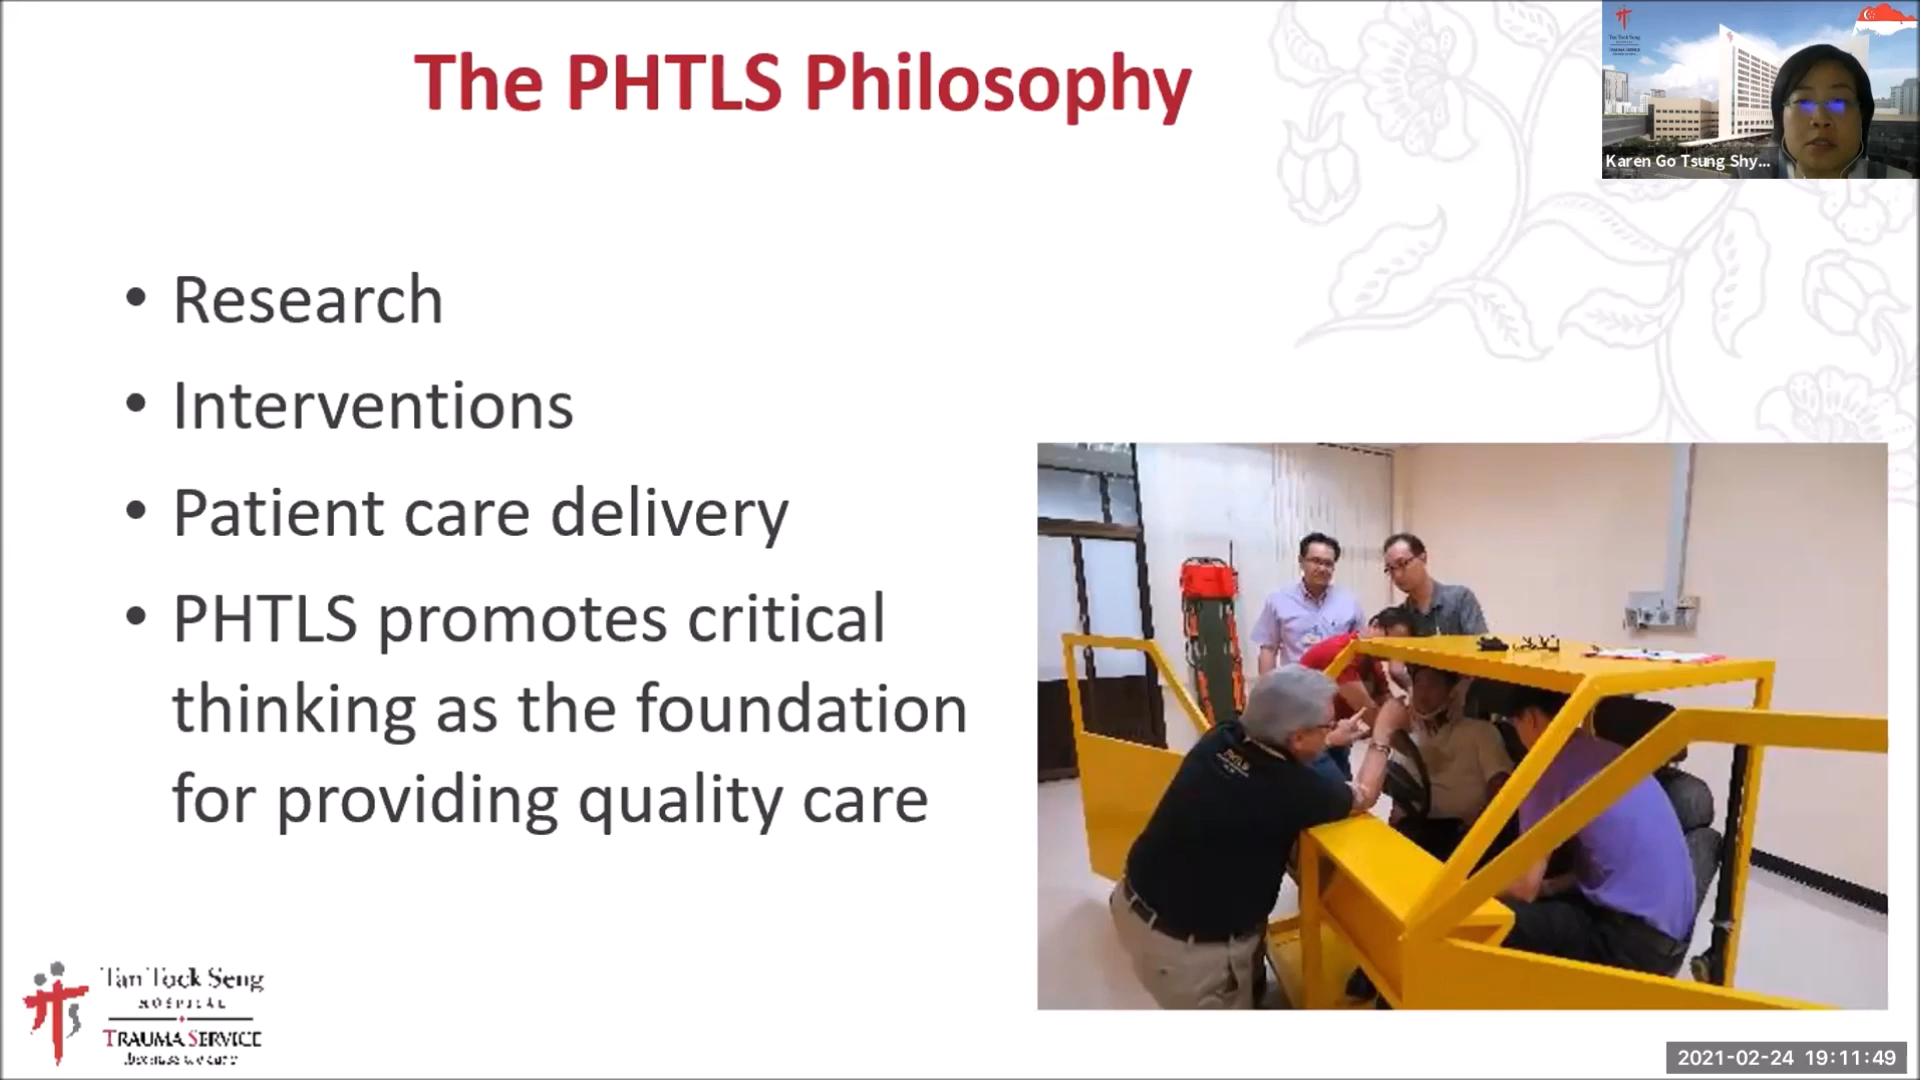 The PHTLS Philosophy
Karen Go Tsung Shy...
• Research
• Interventions
• Patient care delivery
• PHTLS promotes critical
thinking as the foundation
for providing quality care
Tan Tock Seng
HOSPITAL
TRAUMA SERVICE
2021-02-24 19:11:49